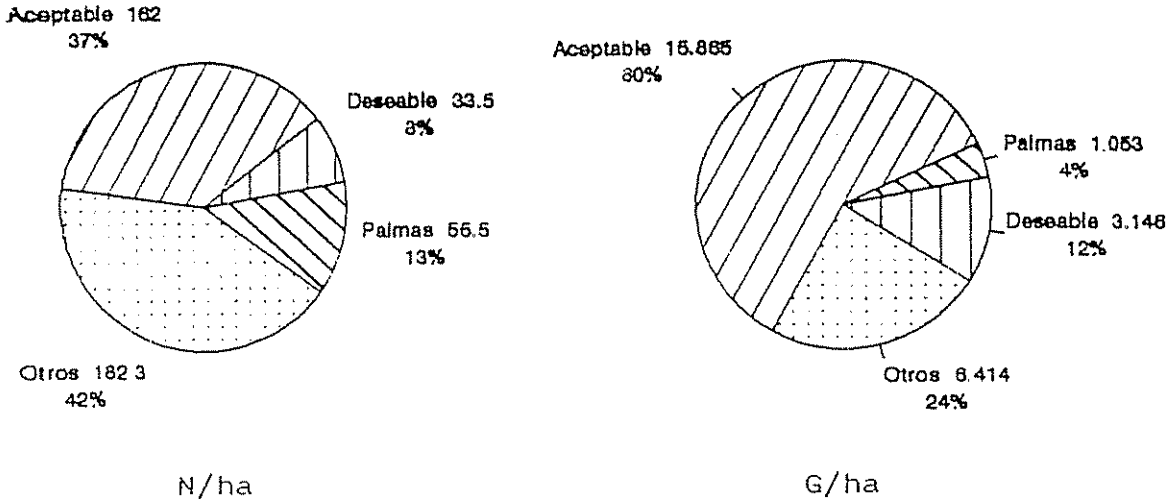 Aceptable 162
37%
Deseable 33.5
8%
Palmas 55.5
13%
Otros 182.3
42%
N/ha
Aceptable 15.865
60%
Palmas 1.053
4%
Deseable 3.146
12%
Otros 6.414
24%
G/ha